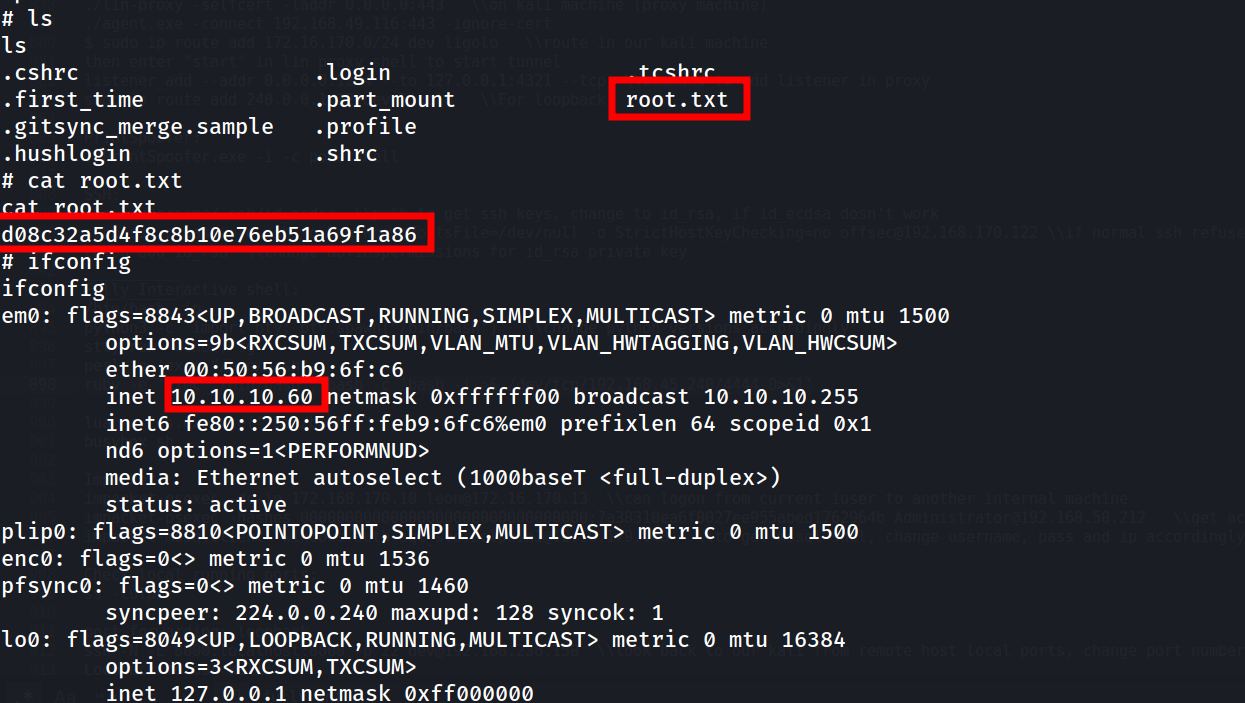 # ls
ls
.cshrc .login .tcshrc
.first_time .part_mount root.txt
.gitsync_merge.sample .profile
.hushlogin .shrc
# cat root.txt
cat root.txt
d08c32a5d4f8c8b10e76eb51a69f1a86
# ifconfig
ifconfig
em0: flags=8843<UP,BROADCAST,RUNNING,SIMPLEX,MULTICAST> metric 0 mtu 1500
options=9b<RXCSUM,TXCSUM,VLAN_MTU,VLAN_HWTAGGING,VLAN_HWCSUM>
ether 00:50:56:b9:6f:c6
inet 10.10.10.60 netmask 0xffffff00 broadcast 10.10.10.255
inet6 fe80::250:56ff:feb9:6fc6%em0 prefixlen 64 scopeid 0x1
nd6 options=1<PERFORMNUD>
media: Ethernet autoselect (1000baseT <full-duplex>)
status: active
plip0: flags=8810<POINTOPOINT,SIMPLEX,MULTICAST> metric 0 mtu 1500
enc0: flags=0<> metric 0 mtu 1536
pfsync0: flags=0<> metric 0 mtu 1460
syncpeer: 224.0.0.240 maxupd: 128 syncok: 1
lo0: flags=8049<UP,LOOPBACK,RUNNING,MULTICAST> metric 0 mtu 16384
options=3<RXCSUM,TXCSUM>
inet 127.0.0.1 netmask 0xff000000